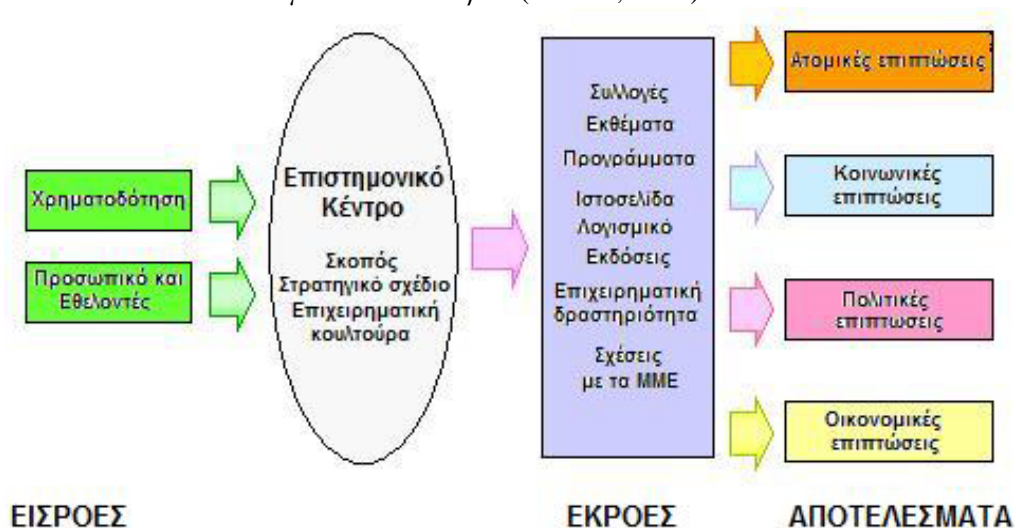 Χρηματοδότηση
Προσωπικό και
Εθελοντές
Επιστημονικό
Κέντρο
Σκοπός
Στρατηγικό σχέδιο
Επιχειρηματική
κουλτούρα
Συλλογές
Εκθέματα
Προγράμματα
Ιστοσελίδα
Λογισμικό
Εκδόσεις
Επιχειρηματική
δραστηριότητα
Σχέσεις
με τα ΜΜΕ
Ατομικές επιπτώσεις
Κοινωνικές
επιπτώσεις
Πολιτικές
επιπτωσεις
Οικονομικές
επιπτώσεις
ΕΙΣΡΟΕΣ
ΕΚΡΟΕΣ
ΑΠΟΤΕΛΕΣΜΑΤΑ